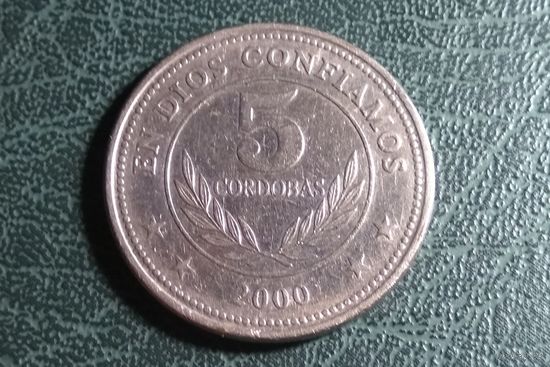 EN DIOS CONFIAMOS
5
CORDOBAS
2000